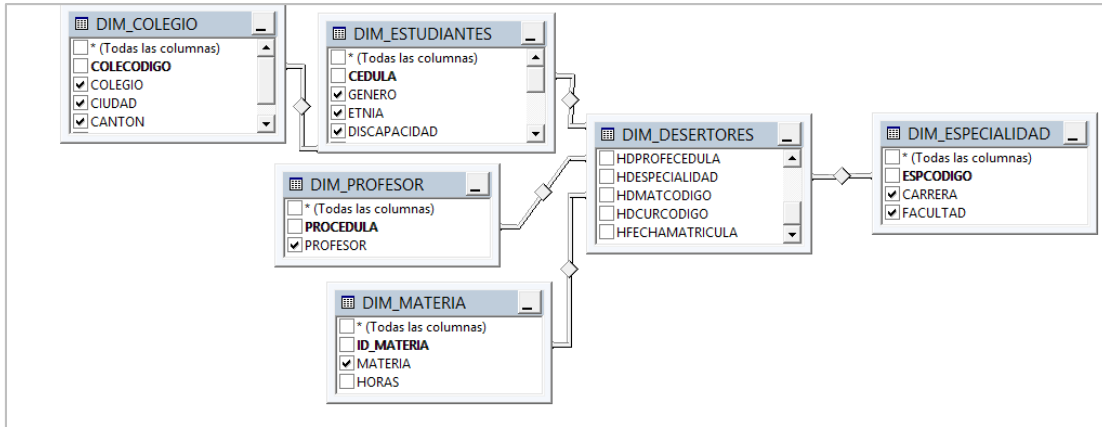 DIM_COLEGIO
* (Todas las columnas)
COLECODIGO
COLEGIO
CIUDAD
CANTON
DIM_ESTUDIANTES
* (Todas las columnas)
CEDULA
GENERO
ETNIA
DISCAPACIDAD
DIM_PROFESOR
* (Todas las columnas)
PROCEDULA
PROFESOR
DIM_MATERIA
* (Todas las columnas)
ID_MATERIA
MATERIA
HORAS
DIM_DESERTORES
HDPROFECEDULA
HDESPECIALIDAD
HDMATCODIGO
HDCURCODIGO
HFECHAMATRICULA
DIM_ESPECIALIDAD
* (Todas las columnas)
ESPCODIGO
CARRERA
FACULTAD